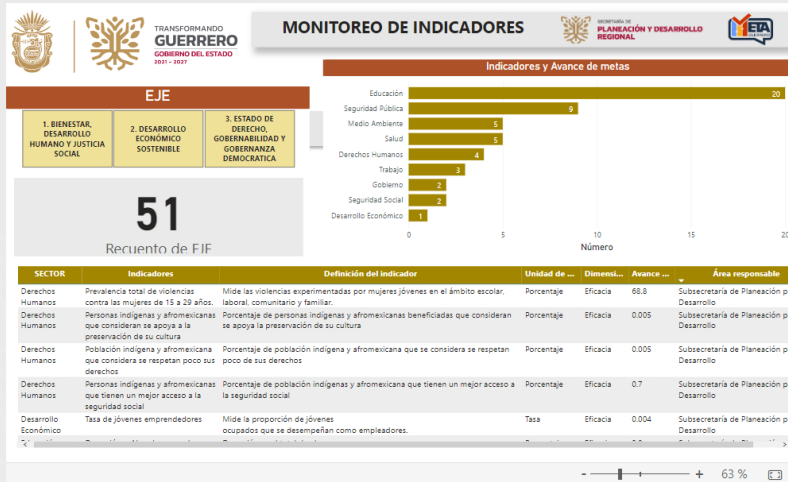 TRANSFORMANDO
GUERRERO
GOBIERNO DEL ESTADO
2021 - 2027
MONITOREO DE INDICADORES
SECRETARÍA DE
PLANEACIÓN Y DESARROLLO
REGIONAL
META
EJE
1. BIENESTAR,
DESARROLLO
HUMANO Y JUSTICIA
SOCIAL
2. DESARROLLO
ECONÓMICO
SOSTENIBLE
3. ESTADO DE
DERECHO,
GOBERNABILIDAD Y
GOBERNANZA
DEMOCRATICA
51
Recuento de EJE
Indicadores y Avance de metas
Educación 20
Seguridad Pública 9
Medio Ambiente 5
Salud 5
Derechos Humanos 4
Trabajo 3
Gobierno 2
Seguridad Social 2
Desarrollo Económico 1
0 5 10 15 20
Número
SECTOR Indicadores Definición del indicador Unidad de ... Dimensi... Avance ... Área responsable
Derechos Prevalencia total de violencias Mide las violencias experimentadas por mujeres jóvenes en el ámbito escolar, Porcentaje Eficacia 68.8 Subsecretaría de Planeación p
Humanos contra las mujeres de 15 a 29 años. laboral, comunitario y familiar. Desarrollo
Derechos Personas indígenas y afromexicanas Porcentaje de personas indígenas y afromexicanas beneficiadas que consideran Porcentaje Eficacia 0.005 Subsecretaría de Planeación p
Humanos que consideran se apoya a la se apoya la preservación de su cultura Desarrollo
preservación de su cultura
Derechos Población indígena y afromexicana Porcentaje de población indígena y afromexicana que se considera se respetan Porcentaje Eficacia 0.005 Subsecretaría de Planeación p
Humanos que considera se respetan poco sus poco de sus derechos Desarrollo
derechos
Derechos Personas indígenas y afromexicanas Porcentaje de población indígenas y afromexicana que tienen un mejor acceso a Porcentaje Eficacia 0.7 Subsecretaría de Planeación p
Humanos que tienen un mejor acceso a la la seguridad social Desarrollo
seguridad social
Desarrollo Tasa de jóvenes emprendedores Mide la proporción de jóvenes Tasa Eficacia 0.004 Subsecretaría de Planeación p
Económico ocupados que se desempeñan como empleadores. Desarrollo
- + 63 %